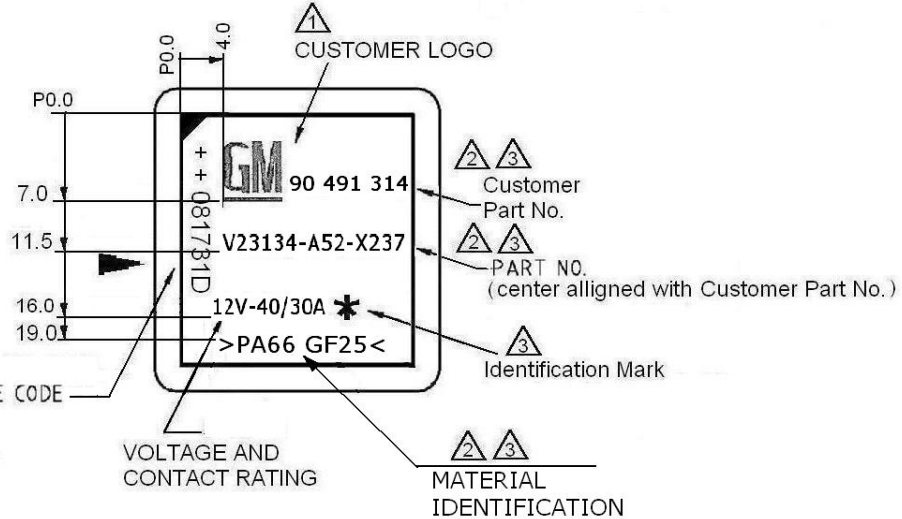 1
CUSTOMER LOGO
P0.0
4.0
P0.0
GM
90 491 314
2 3
Customer
Part No.
7.0
+ + 081731D
V23134-A52-X237
2 3
PART NO.
(center alligned with Customer Part No.)
11.5
12V-40/30A *
16.0
19.0
>PA66 GF25<
3
Identification Mark
E CODE
VOLTAGE AND
CONTACT RATING
2 3
MATERIAL
IDENTIFICATION